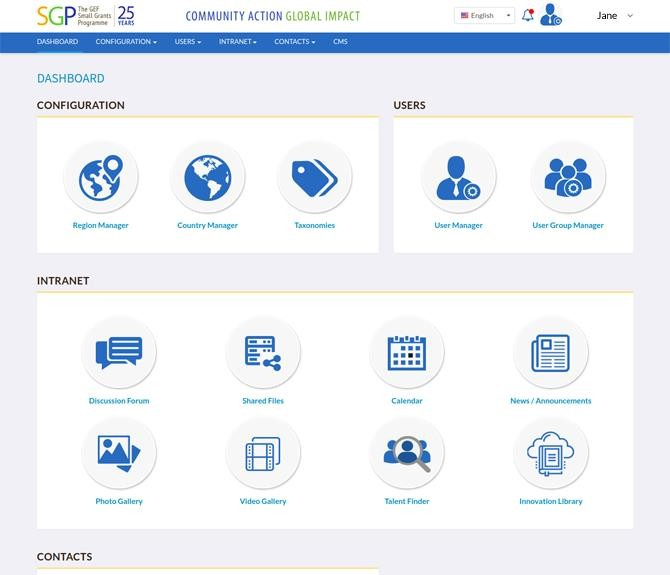 SGP The GEF Small Grants Programme 25 YEARS
COMMUNITY ACTION GLOBAL IMPACT
English
Jane
DASHBOARD CONFIGURATION USERS INTRANET CONTACTS CMS
DASHBOARD
CONFIGURATION
USERS
Region Manager
Country Manager
Taxonomies
User Manager
User Group Manager
INTRANET
Discussion Forum
Shared Files
Calendar
News / Announcements
Photo Gallery
Video Gallery
Talent Finder
Innovation Library
CONTACTS